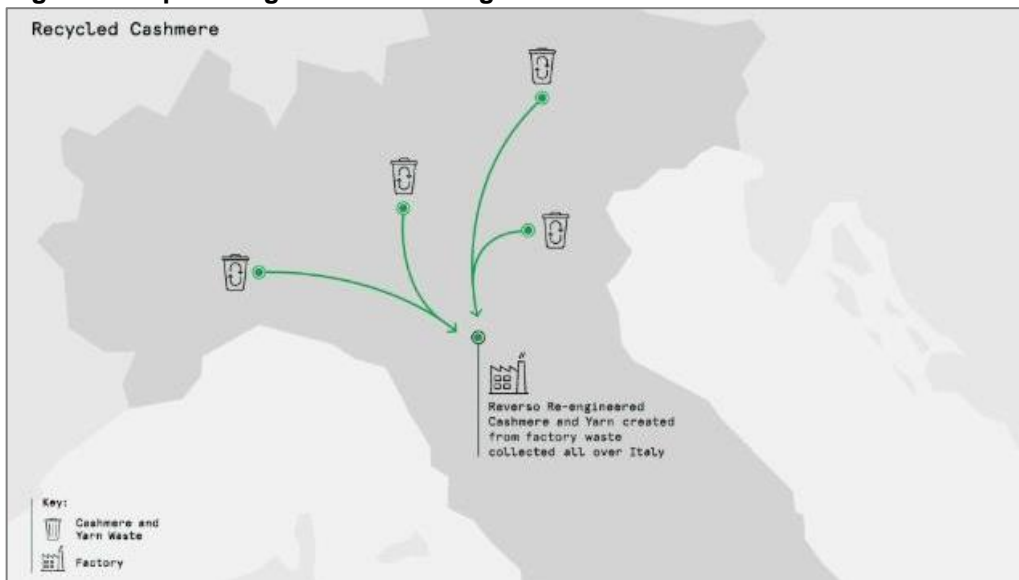 Recycled Cashmere
Reverso Re-engineered
Cashmere and Yarn created
from factory waste
collected all over Italy
Key:
Cashmere and
Yarn Waste
Factory